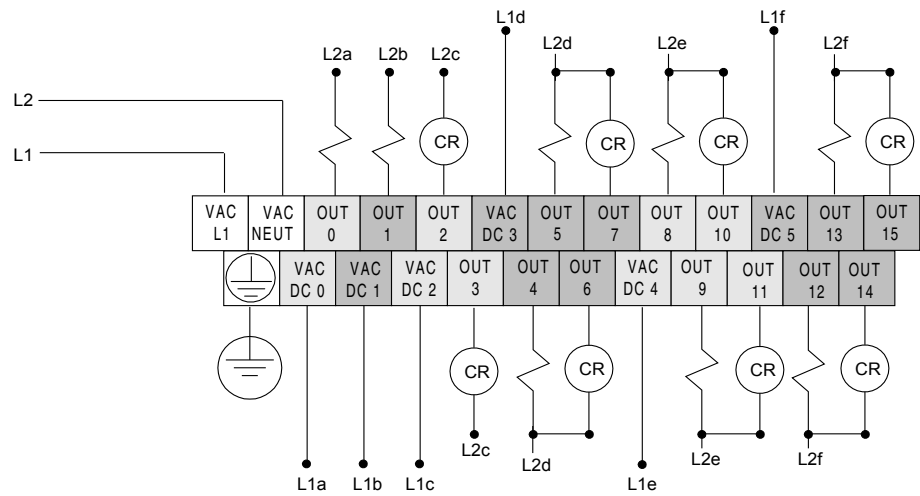 L1d
L1f
L2a
L2b
L2c
L2d
L2e
L2f
L2
L1
CR
CR
CR
CR
VAC L1
VAC NEUT
OUT 0
OUT 1
OUT 2
VAC DC 3
OUT 5
OUT 7
OUT 8
OUT 10
VAC DC 5
OUT 13
OUT 15
VAC DC 0
VAC DC 1
VAC DC 2
OUT 3
OUT 4
OUT 6
VAC DC 4
OUT 9
OUT 11
OUT 12
OUT 14
CR
CR
CR
CR
L2c
L2d
L2e
L2f
L1a
L1b
L1c
L1e